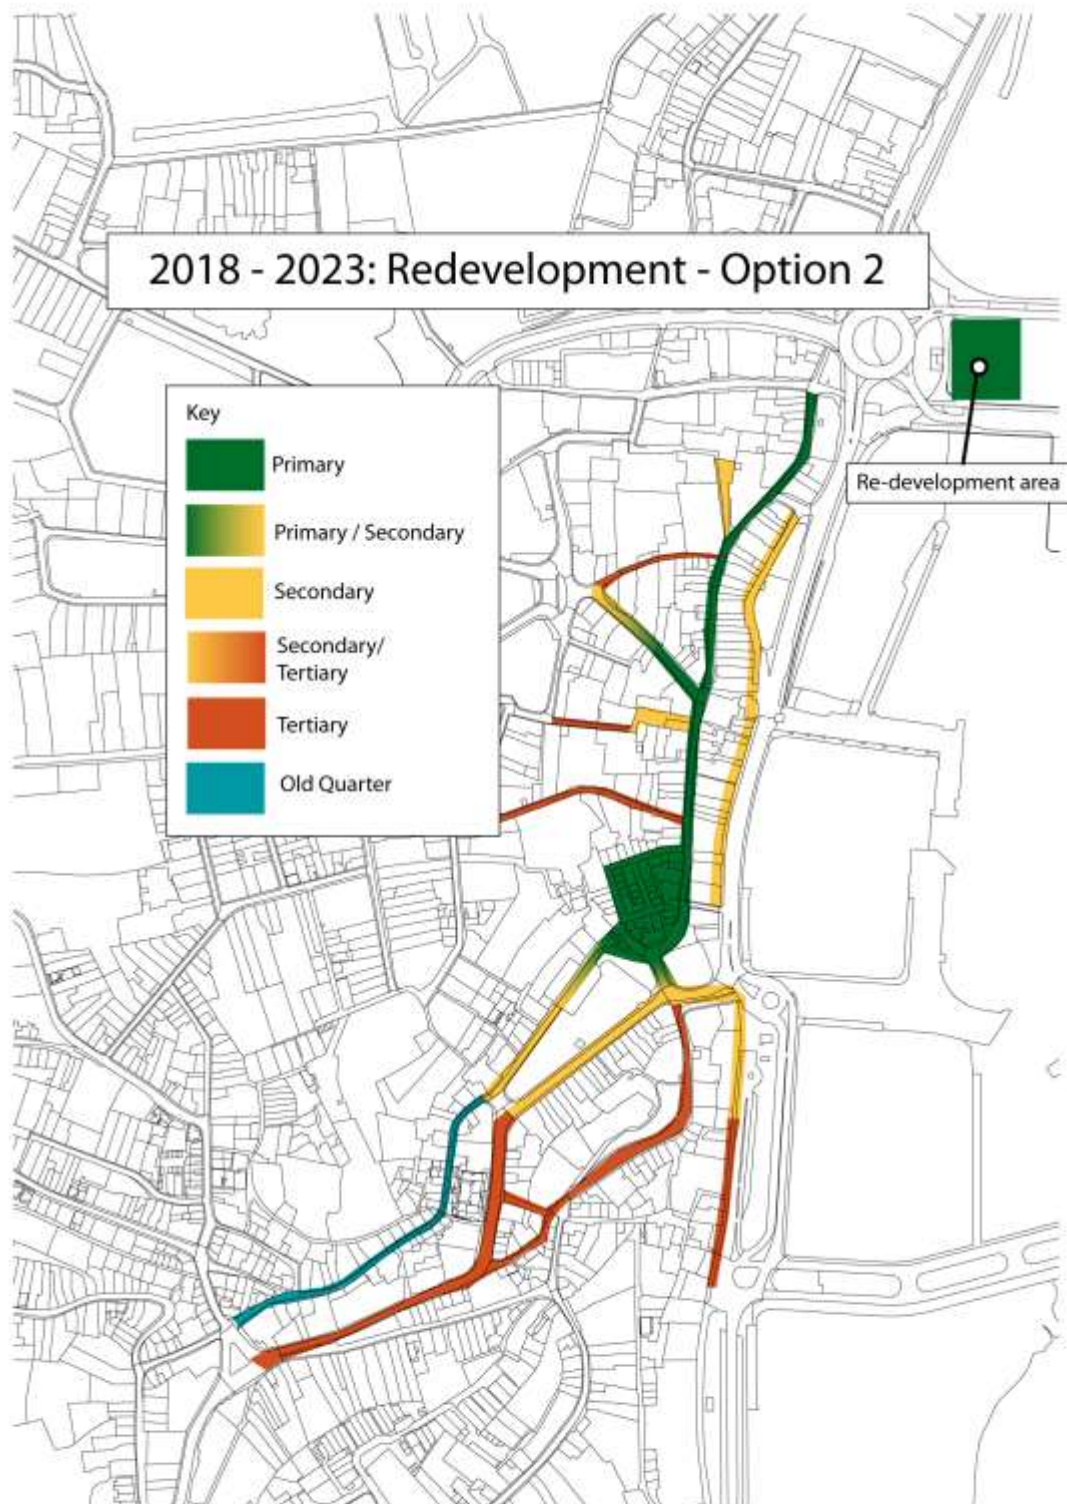 2018 - 2023: Redevelopment - Option 2
Key
Primary
Primary / Secondary
Secondary
Secondary/
Tertiary
Tertiary
Old Quarter
Re-development area